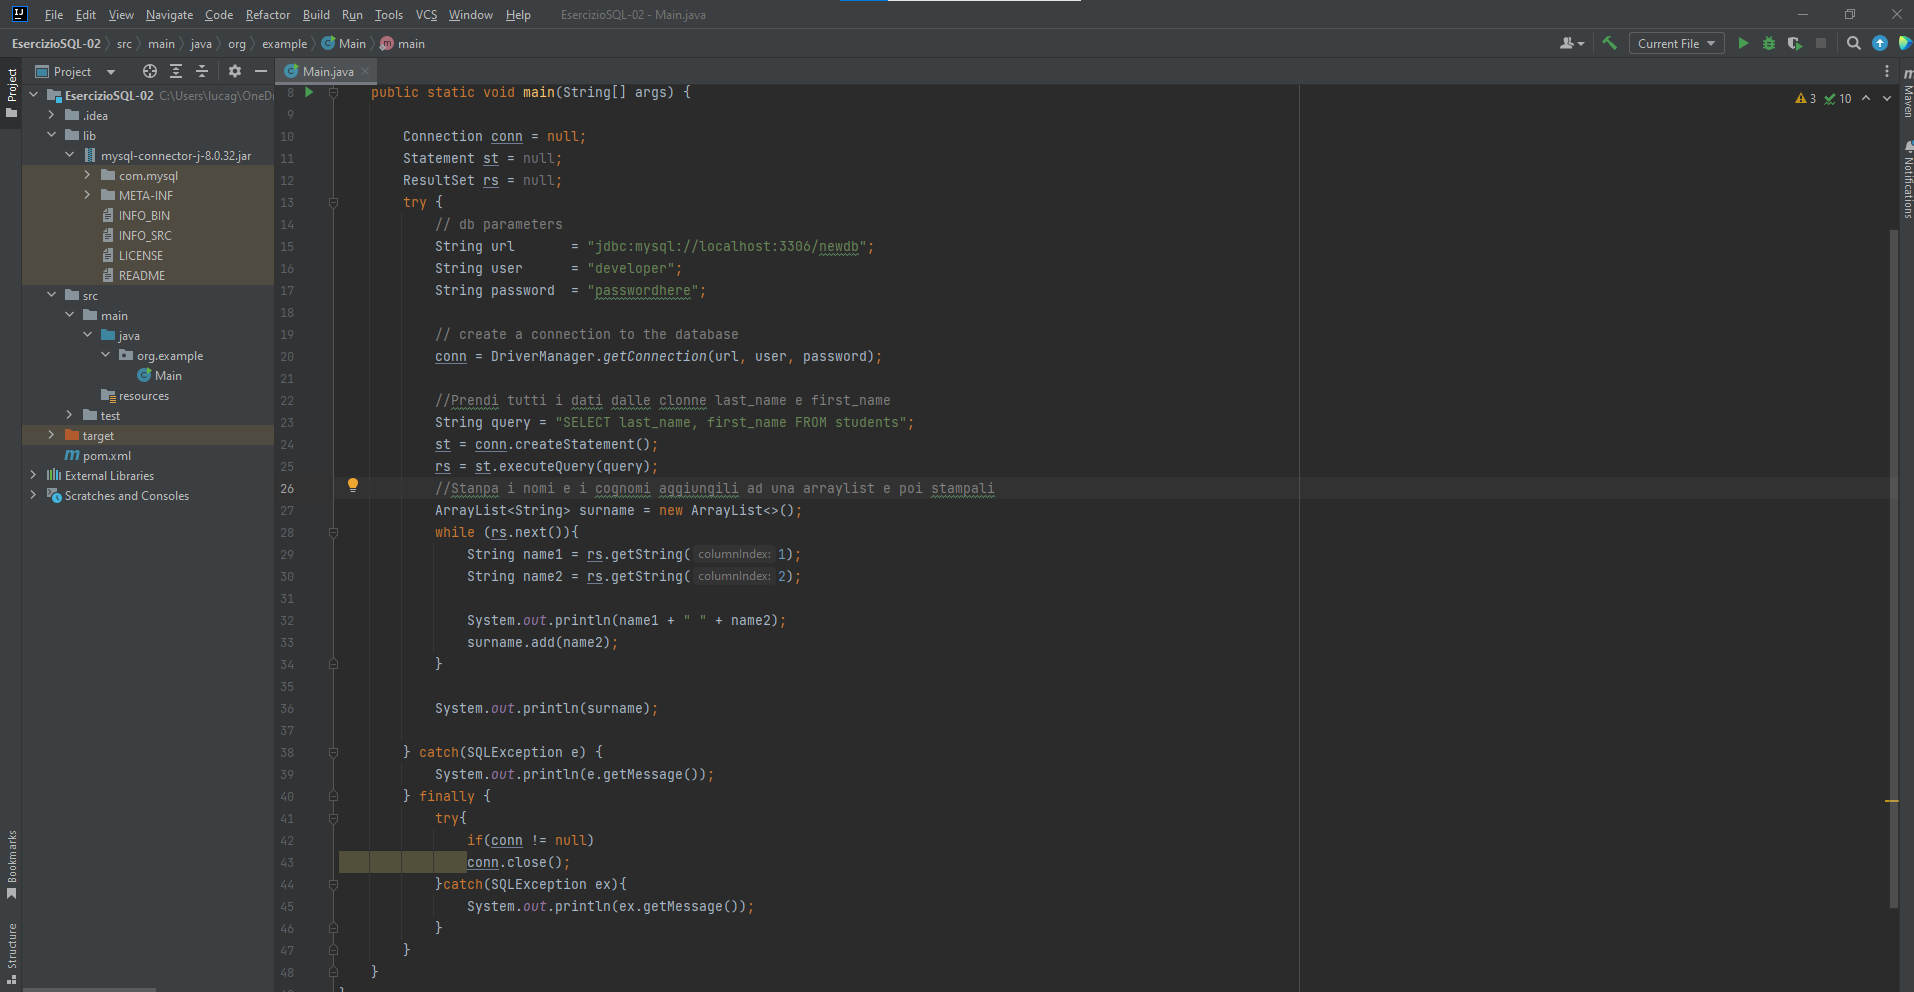 File Edit View Navigate Code Refactor Build Run Tools VCS Window Help EsercizioSQL-02 - Main.java
EsercizioSQL-02 src main java org example Main main Current File
Project Main.java
Project
EsercizioSQL-02 C:\Users\lucag\OneDr
.idea
lib
mysql-connector-j-8.0.32.jar
com.mysql
META-INF
INFO_BIN
INFO_SRC
LICENSE
README
src
main
java
org.example
Main
resources
test
target
pom.xml
External Libraries
Scratches and Consoles
Bookmarks
Structure
3 10
8 public static void main(String[] args) {
9
10 Connection conn = null;
11 Statement st = null;
12 ResultSet rs = null;
13 try {
14 // db parameters
15 String url = "jdbc:mysql://localhost:3306/newdb";
16 String user = "developer";
17 String password = "passwordhere";
18
19 // create a connection to the database
20 conn = DriverManager.getConnection(url, user, password);
21
22 //Prendi tutti i dati dalle clonne last_name e first_name
23 String query = "SELECT last_name, first_name FROM students";
24 st = conn.createStatement();
25 rs = st.executeQuery(query);
26 //Stanpa i nomi e i cognomi aggiungili ad una arraylist e poi stampali
27 ArrayList<String> surname = new ArrayList<>();
28 while (rs.next()){
29 String name1 = rs.getString( columnIndex: 1);
30 String name2 = rs.getString( columnIndex: 2);
31
32 System.out.println(name1 + " " + name2);
33 surname.add(name2);
34 }
35
36 System.out.println(surname);
37
38 } catch(SQLException e) {
39 System.out.println(e.getMessage());
40 } finally {
41 try{
42 if(conn != null)
43 conn.close();
44 }catch(SQLException ex){
45 System.out.println(ex.getMessage());
46 }
47 }
48 }
Maven
Notifications